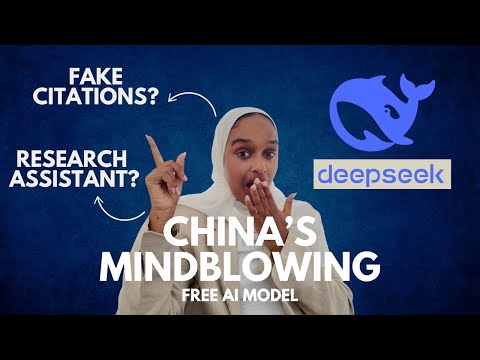 FAKE
CITATIONS?
RESEARCH
ASSISTANT?
deepseek
CHINA'S
MINDBLOWING
FREE AI MODEL